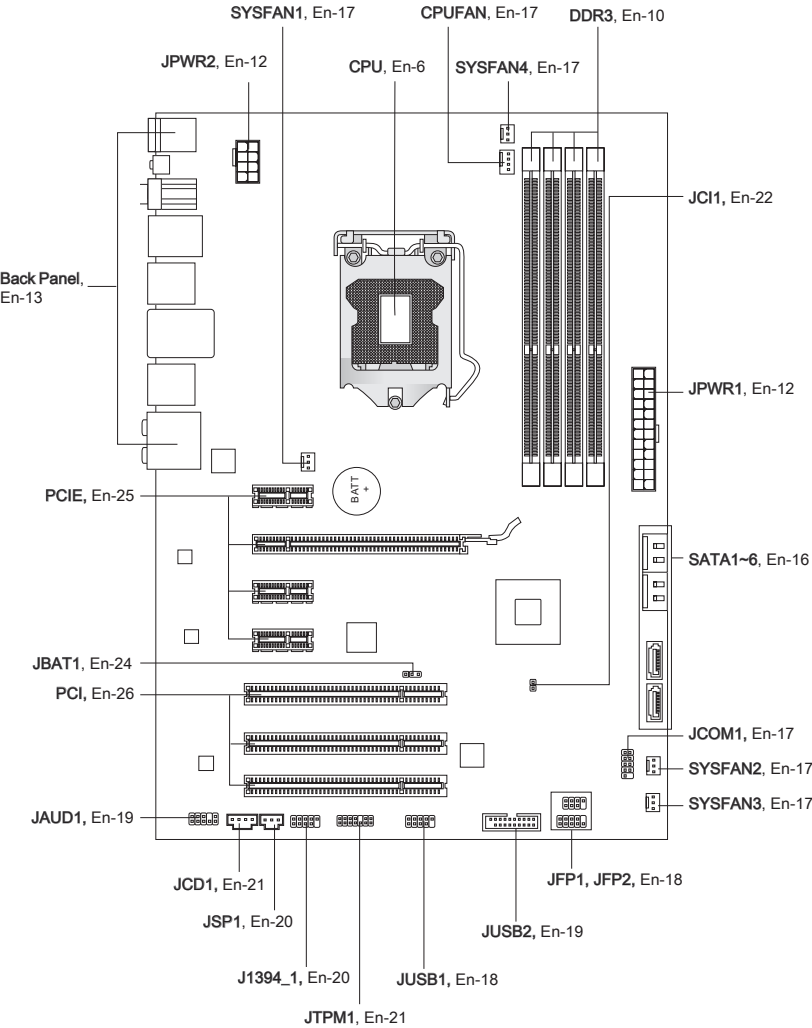 SYSFAN1, En-17
CPUFAN, En-17
DDR3, En-10
JPWR2, En-12
CPU, En-6
SYSFAN4, En-17
JCI1, En-22
Back Panel,
En-13
JPWR1, En-12
PCIE, En-25
BATT
+
SATA1~6, En-16
JBAT1, En-24
PCI, En-26
JCOM1, En-17
SYSFAN2, En-17
SYSFAN3, En-17
JAUD1, En-19
JCD1, En-21
JFP1, JFP2, En-18
JSP1, En-20
JUSB2, En-19
J1394_1, En-20
JUSB1, En-18
JTPM1, En-21